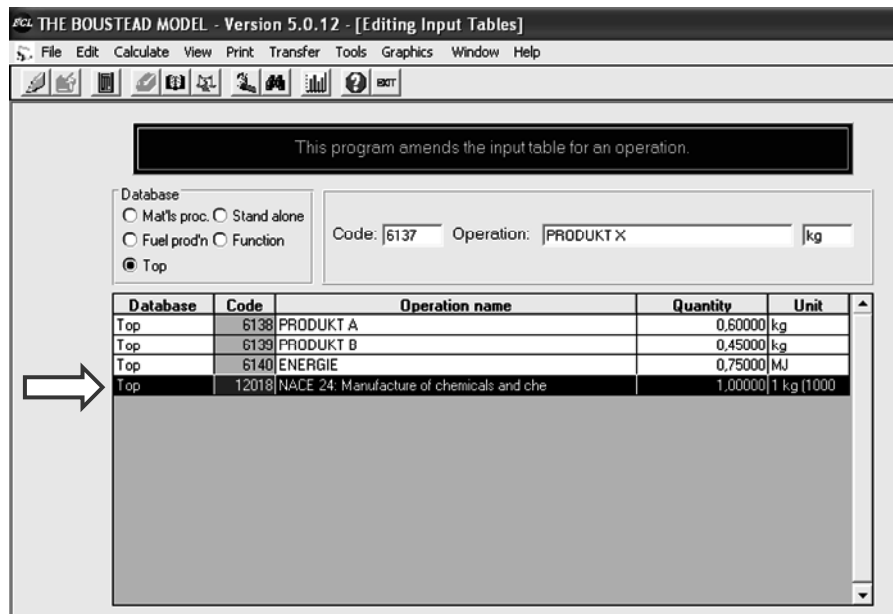 ECL THE BOUSTEAD MODEL - Version 5.0.12 - [Editing Input Tables]
File Edit Calculate View Print Transfer Tools Graphics Window Help
EXIT
This program amends the input table for an operation.
Database
Mat'ls proc. Stand alone
Fuel prod'n Function
Top
Code: 6137 Operation: PRODUKT X kg
Database Code Operation name Quantity Unit
Top 6138 PRODUKT A 0,60000 kg
Top 6139 PRODUKT B 0,45000 kg
Top 6140 ENERGIE 0,75000 MJ
Top 12018 NACE 24: Manufacture of chemicals and che 1,00000 1 kg (1000